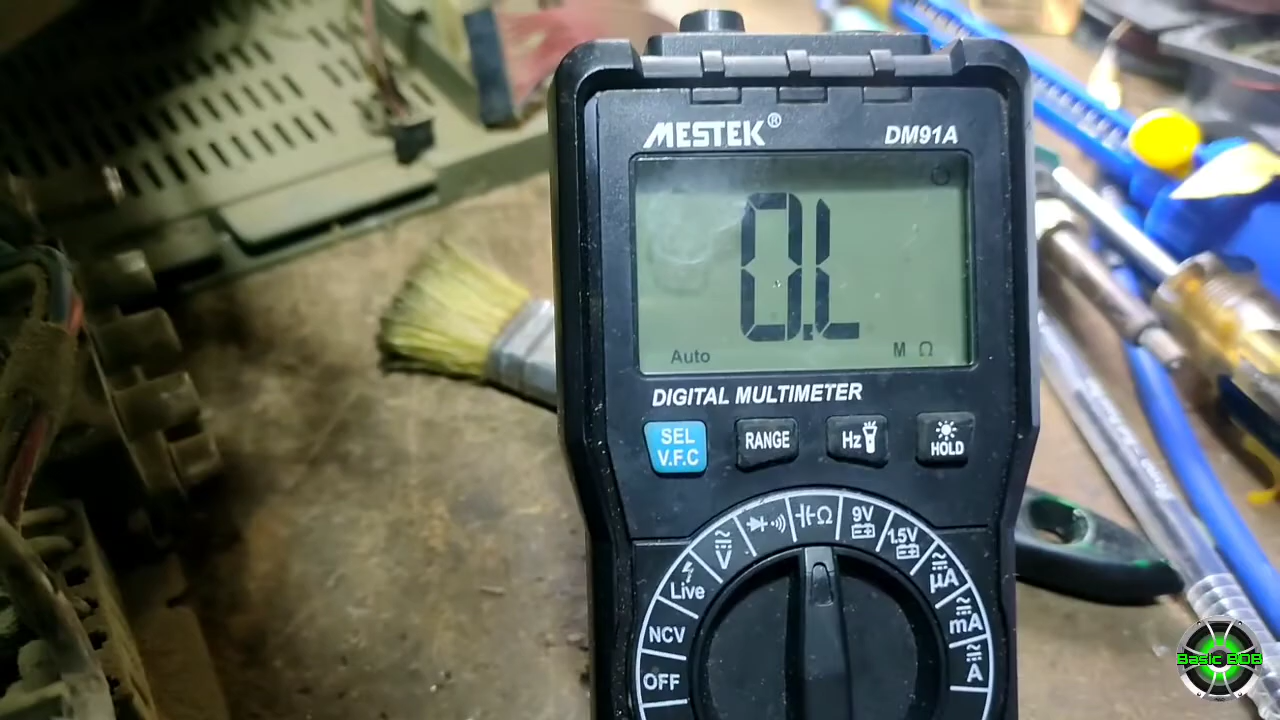 MESTEK® DM91A
0.L
Auto M Ω
DIGITAL MULTIMETER
SEL V.F.C
RANGE
Hz
HOLD
OFF
NCV
Live
V
Ω
9V
1.5V
µA
mA
A
Basic BOB